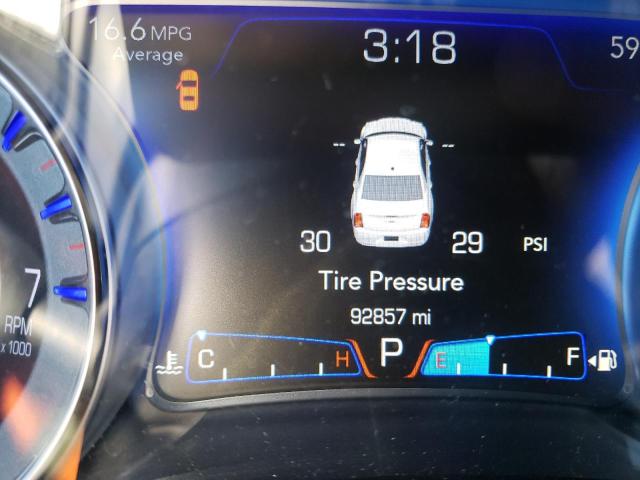 16.6 MPG
Average
3:18
59
-- --
30 29 PSI
Tire Pressure
92857 mi
7
RPM
x 1000
C H P E F